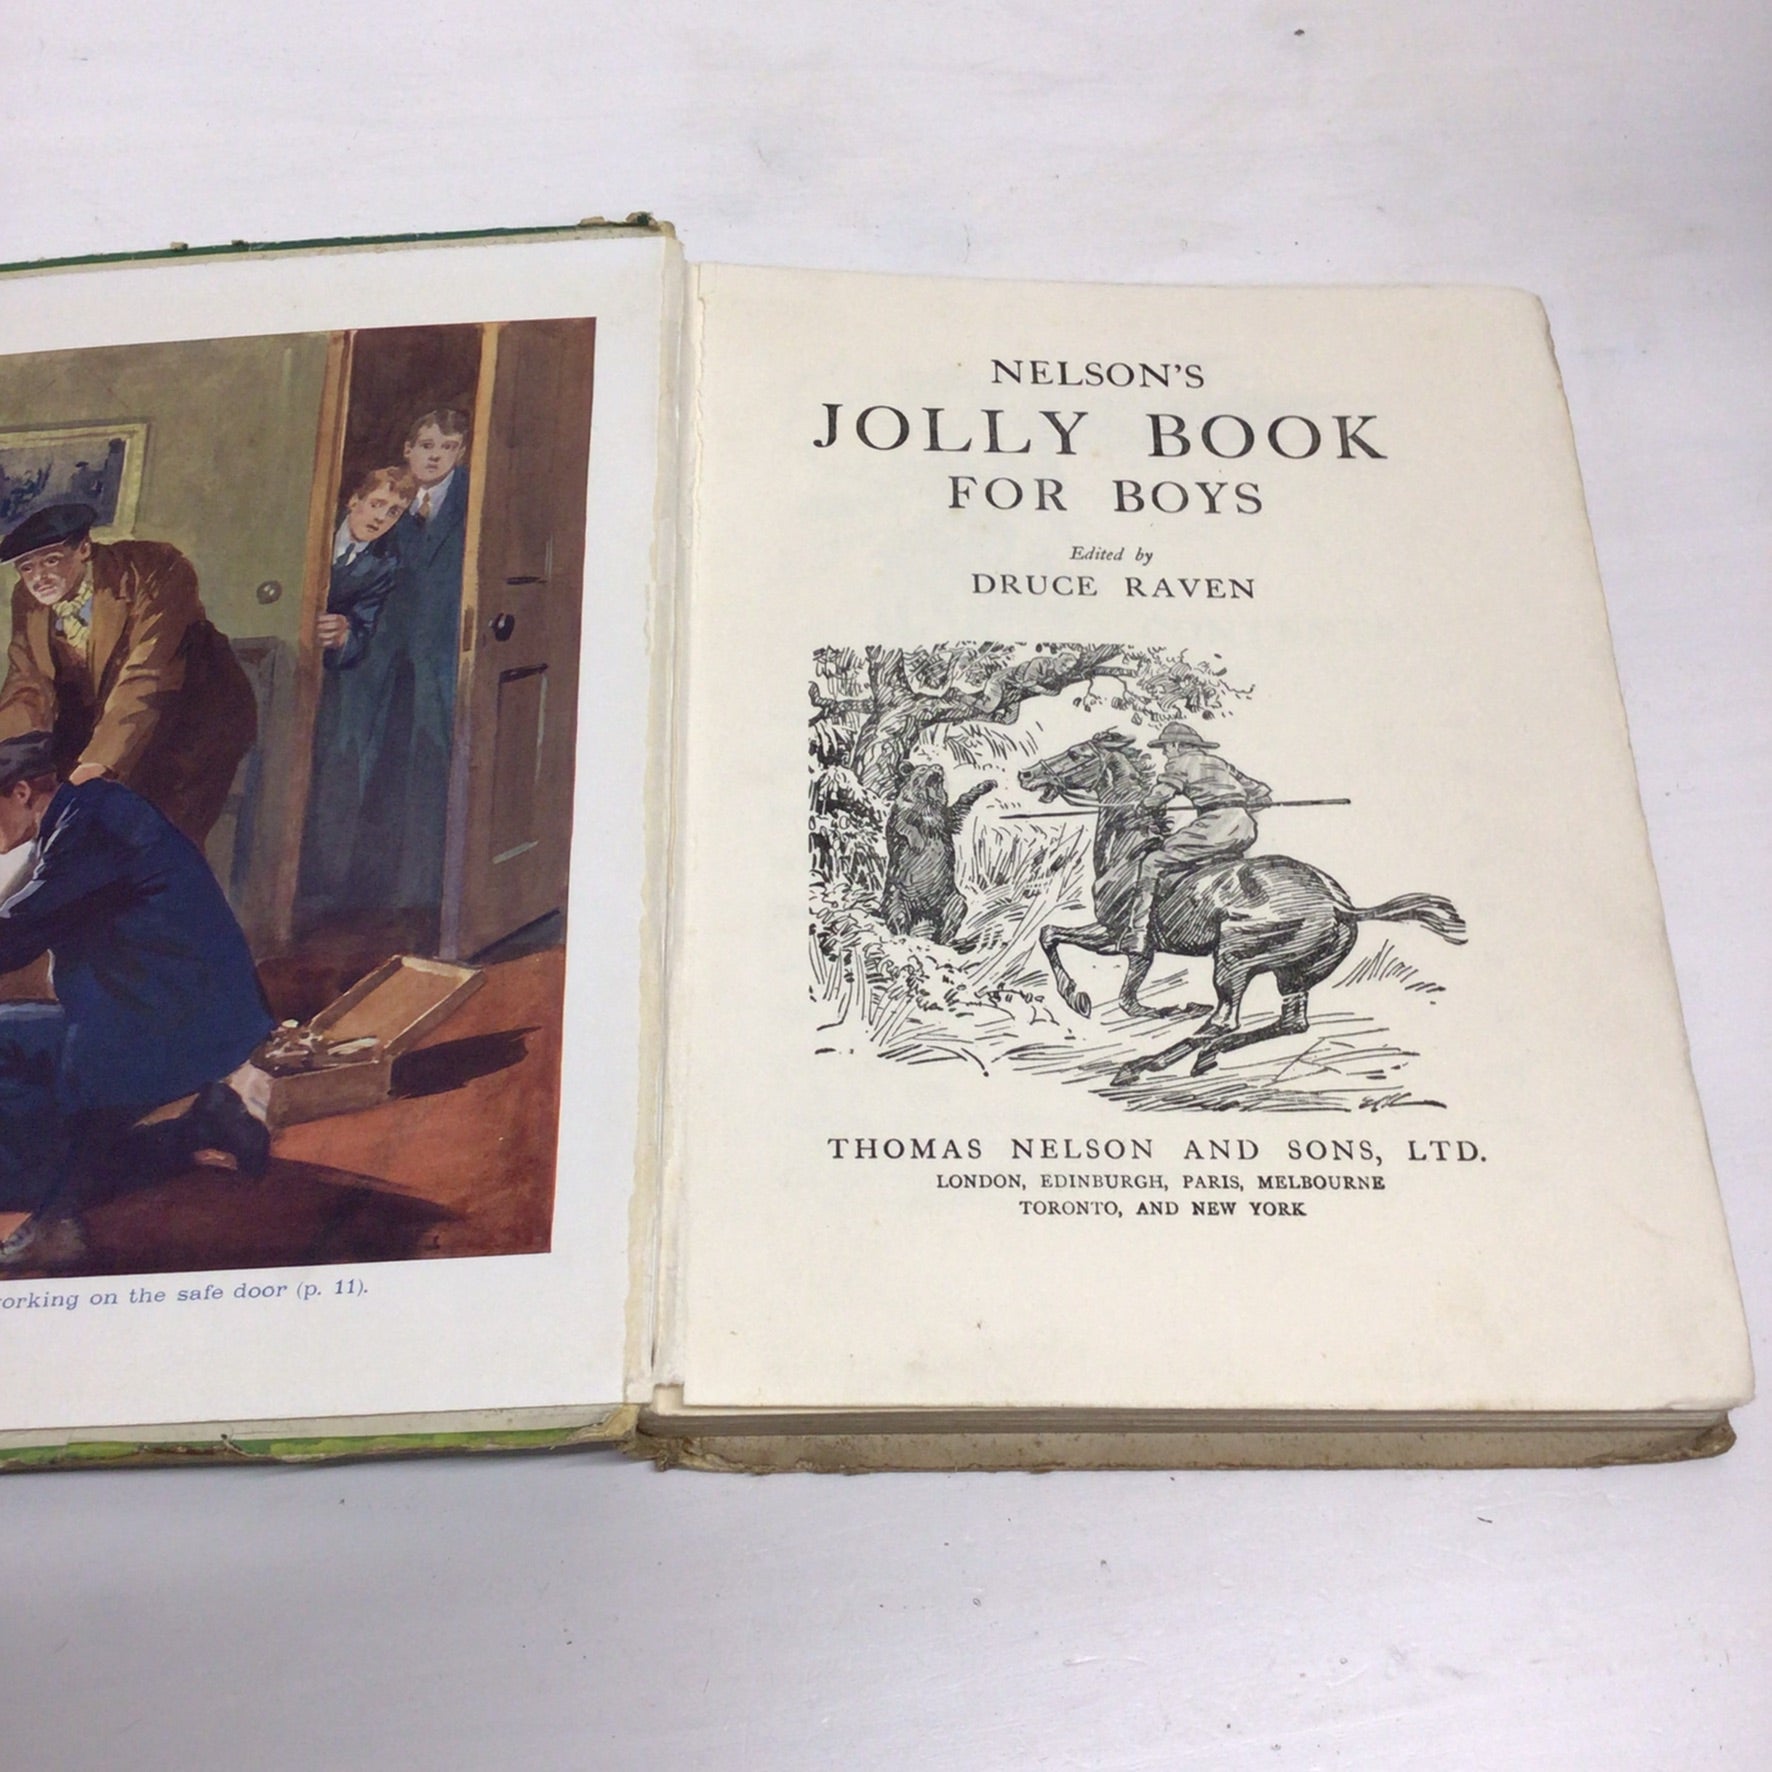 working on the safe door (p. 11).
NELSON'S
JOLLY BOOK
FOR BOYS
Edited by
DRUCE RAVEN
THOMAS NELSON AND SONS, LTD.
LONDON, EDINBURGH, PARIS, MELBOURNE
TORONTO, AND NEW YORK